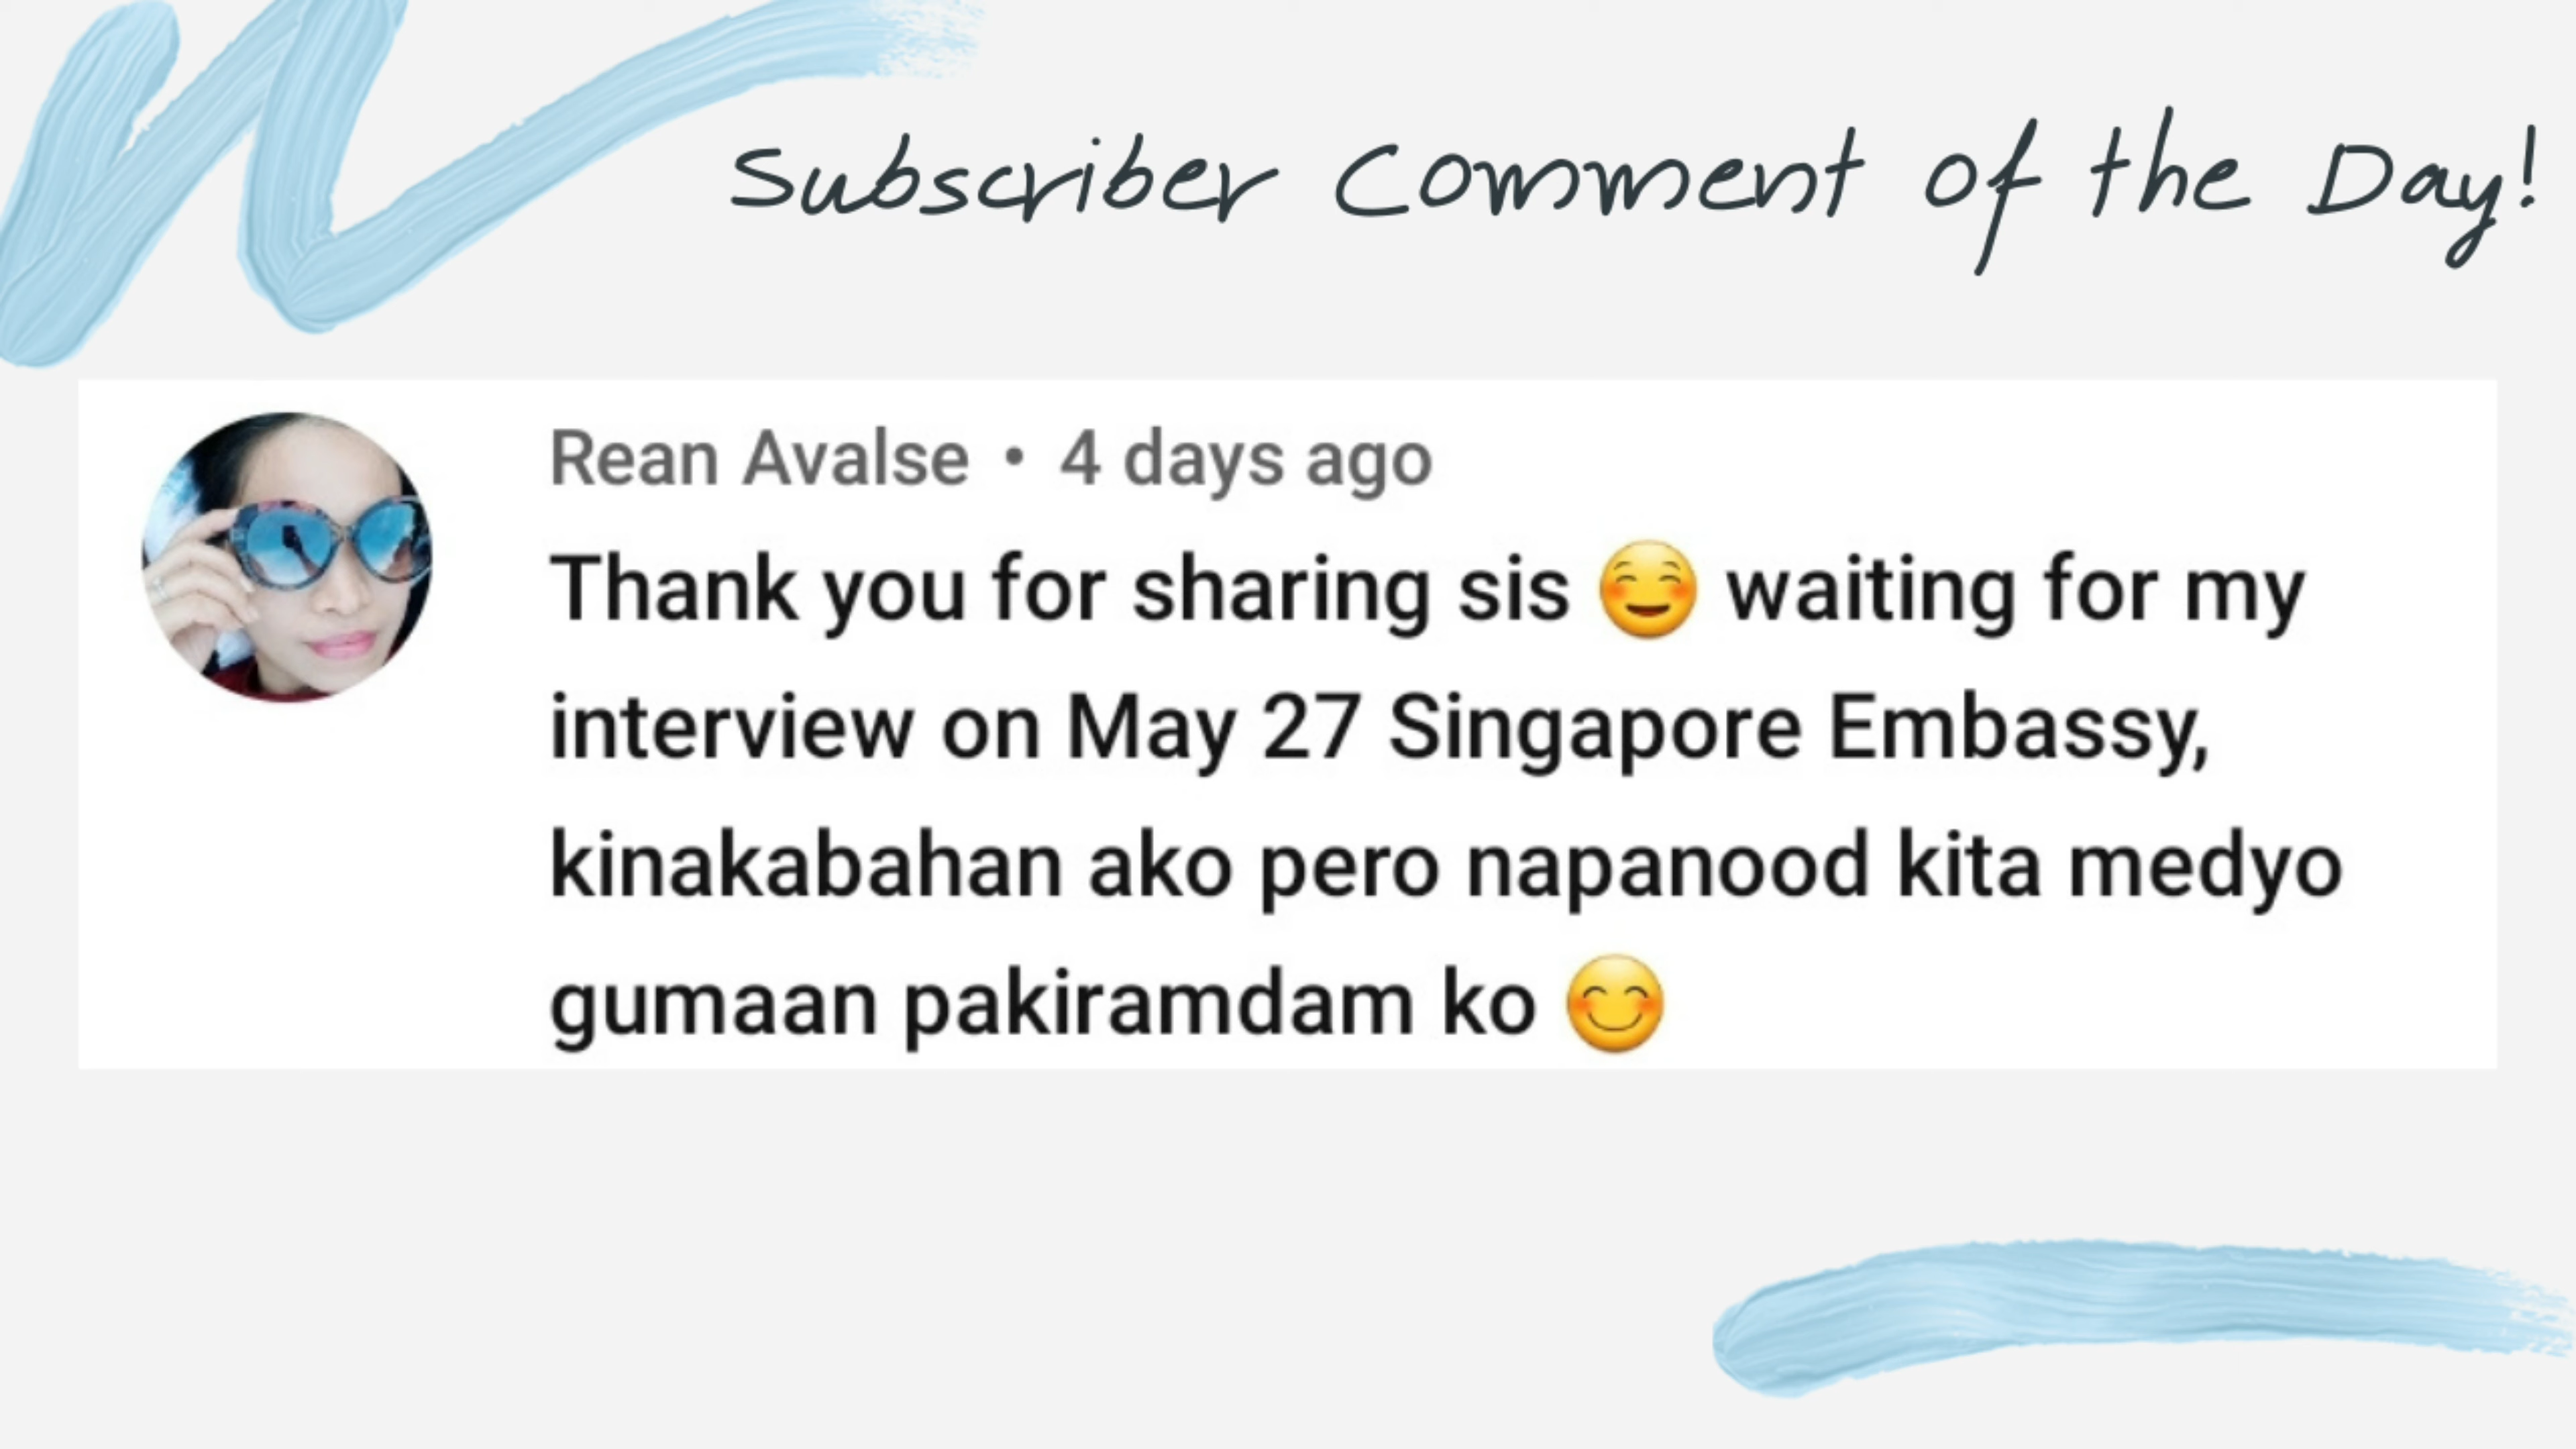 Subscriber Comment of the Day!
Rean Avalse • 4 days ago
Thank you for sharing sis 😊 waiting for my
interview on May 27 Singapore Embassy,
kinakabahan ako pero napanood kita medyo
gumaan pakiramdam ko 😊